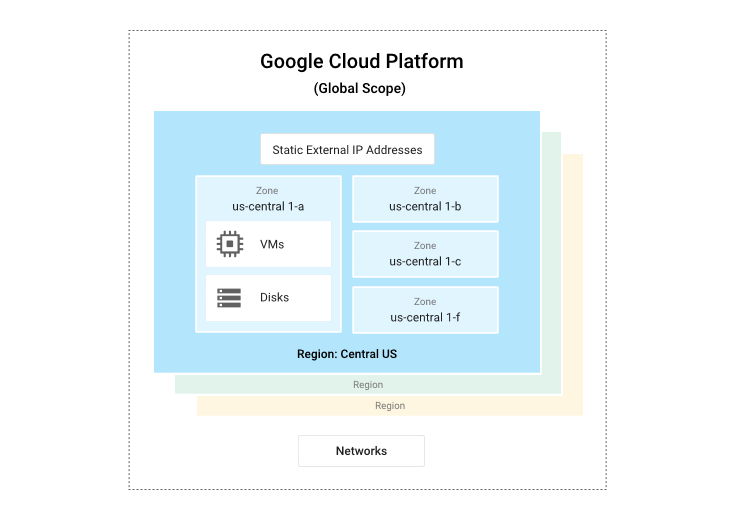 Google Cloud Platform
(Global Scope)
Static External IP Addresses
Zone
us-central 1-a
VMs
Disks
Zone
us-central 1-b
Zone
us-central 1-c
Zone
us-central 1-f
Region: Central US
Region
Region
Networks